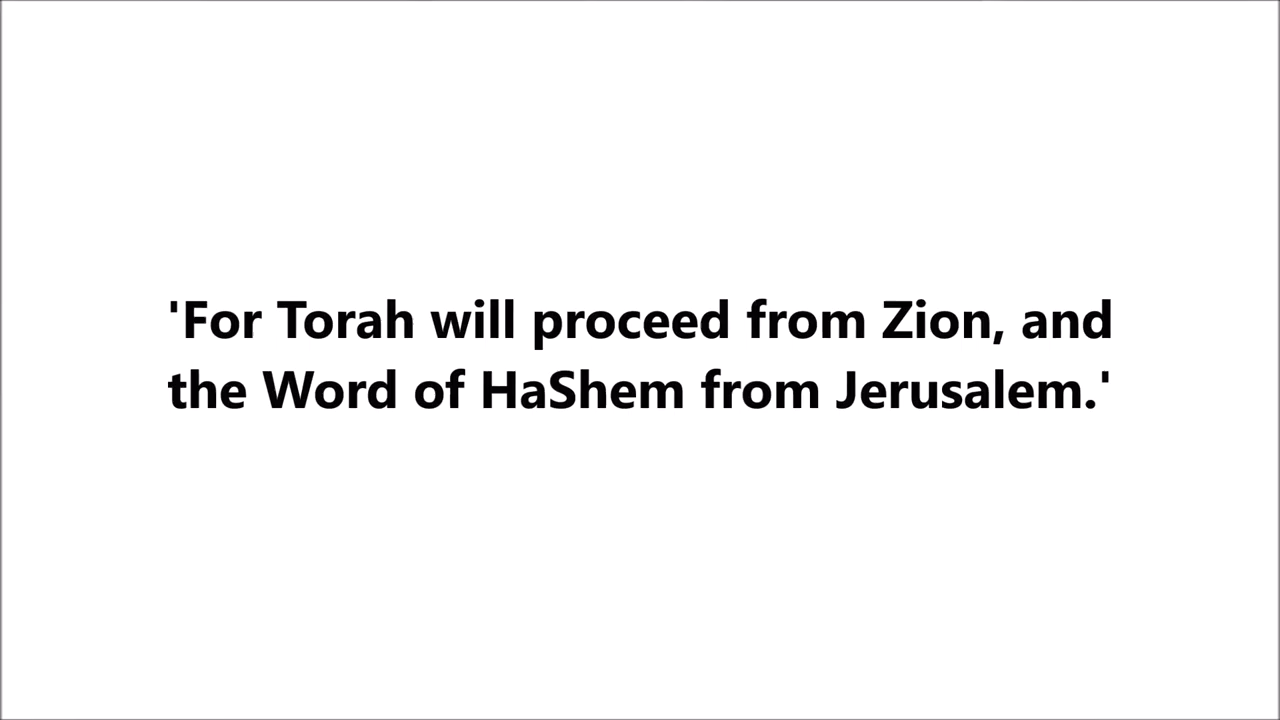 'For Torah will proceed from Zion, and
the Word of HaShem from Jerusalem.'